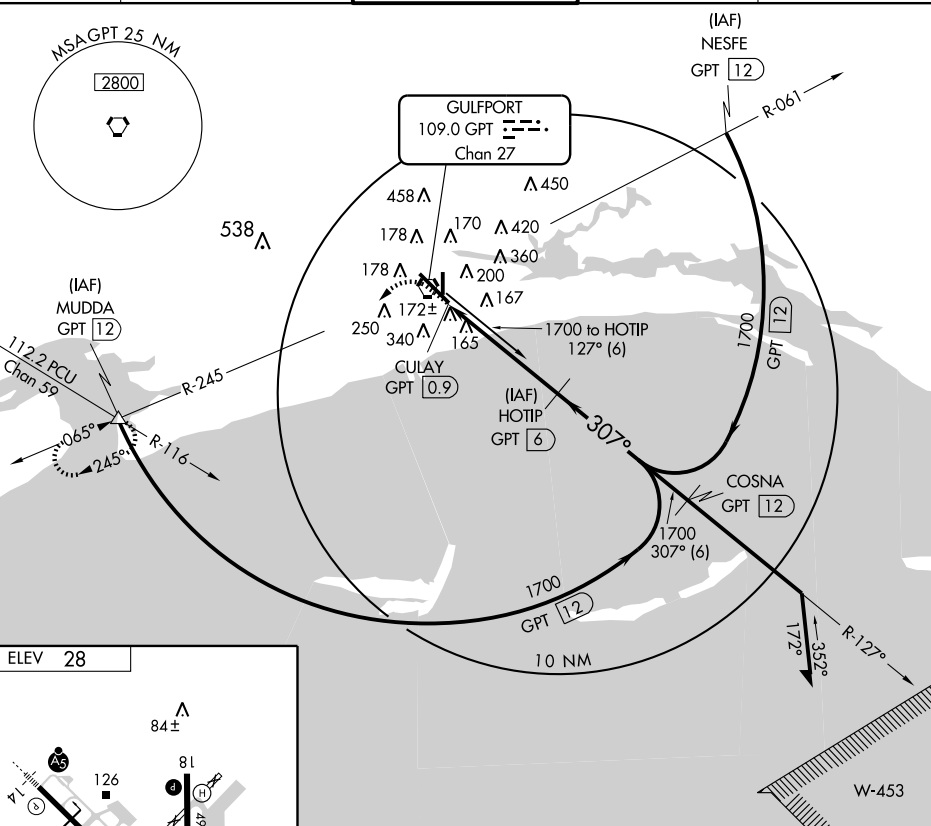 MSA GPT 25 NM
2800
(IAF)
NESFE
GPT 12
R-061
GULFPORT
109.0 GPT
Chan 27
450
458
170
420
178
538
360
178
200
167
172±
250
340
165
1700 to HOTIP
127° (6)
CULAY
GPT 0.9
(IAF)
MUDDA
GPT 12
112.2 PCU
Chan 59
R-245
065°
245°
R-116
(IAF)
HOTIP
GPT 6
307°
1700
GPT 12
COSNA
GPT 12
1700
307° (6)
1700
GPT 12
10 NM
172°
352°
R-127°
W-453
ELEV 28
84±
A5
126
18
14
P
P
H